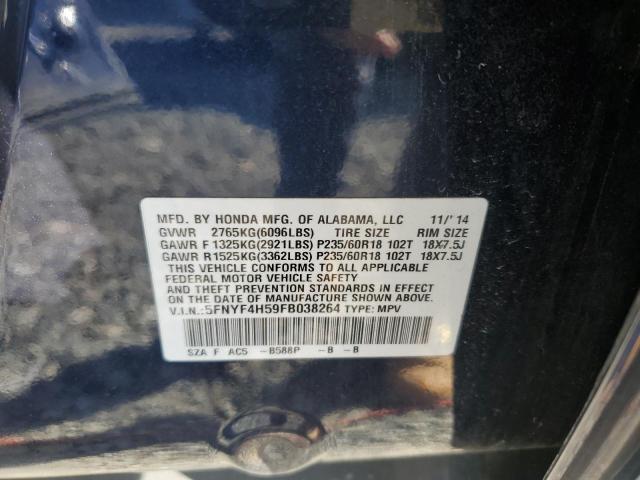 MFD. BY HONDA MFG. OF ALABAMA, LLC 11/'14
GVWR 2765KG(6096LBS) TIRE SIZE RIM SIZE
GAWR F 1325KG(2921LBS) P235/60R18 102T 18X7.5J
GAWR R1525KG(3362LBS) P235/60R18 102T 18X7.5J
THIS VEHICLE CONFORMS TO ALL APPLICABLE
FEDERAL MOTOR VEHICLE SAFETY
AND THEFT PREVENTION STANDARDS IN EFFECT
ON THE DATE OF MANUFACTURE SHOWN ABOVE.
V.I.N.:5FNYF4H59FB038264 TYPE: MPV
SZA F AC5 -B588P -B -B